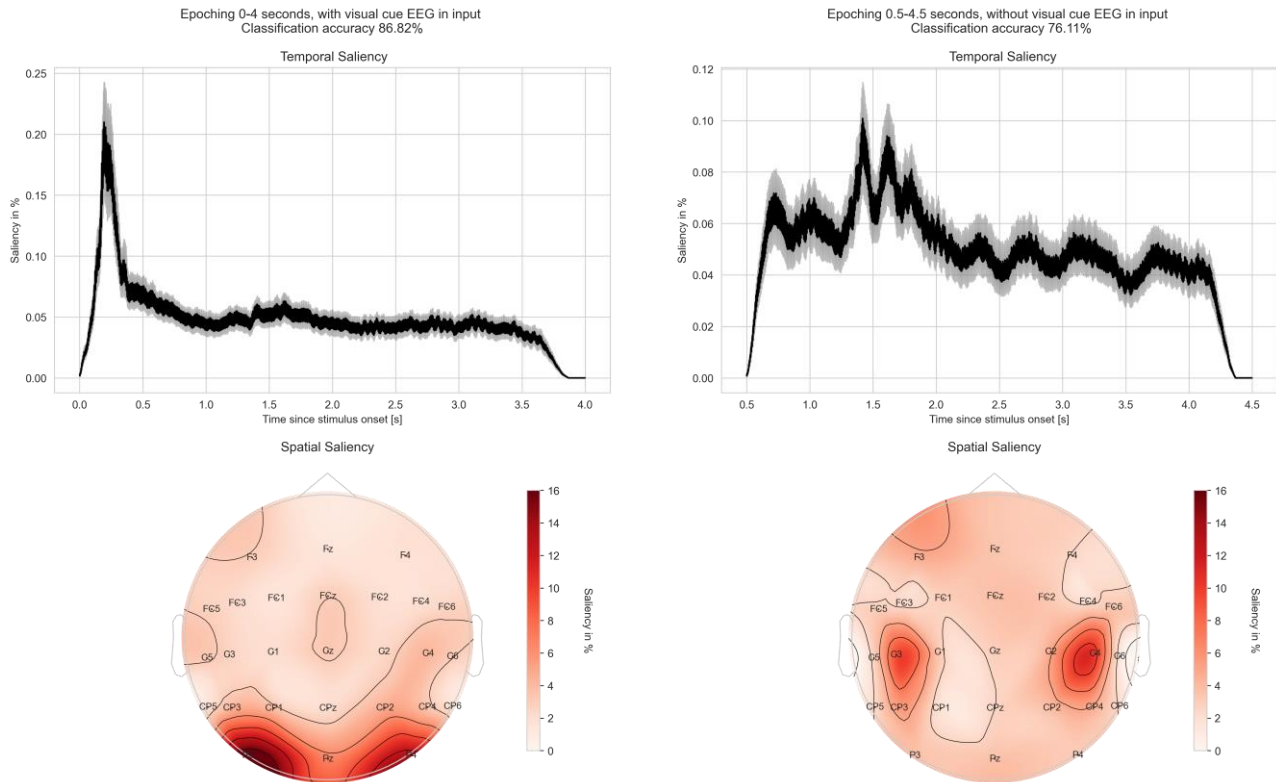 Epoching 0-4 seconds, with visual cue EEG in input
Classification accuracy 86.82%
Temporal Saliency
0.25
0.20
0.15
0.10
0.05
0.00
Saliency in %
0.0 0.5 1.0 1.5 2.0 2.5 3.0 3.5 4.0
Time since stimulus onset [s]
Spatial Saliency
F3 Fz F4
FC5 FC3 FC1 FCz FC2 FC4 FC6
C5 C3 C1 Cz C2 C4 C6
CP5 CP3 CP1 CPz CP2 CP4 CP6
Pz P4
16
14
12
10
8
6
4
2
0
Saliency in %
Epoching 0.5-4.5 seconds, without visual cue EEG in input
Classification accuracy 76.11%
Temporal Saliency
0.12
0.10
0.08
0.06
0.04
0.02
0.00
Saliency in %
0.5 1.0 1.5 2.0 2.5 3.0 3.5 4.0 4.5
Time since stimulus onset [s]
Spatial Saliency
F3 Fz F4
FC5 FC3 FC1 FCz FC2 FC4 FC6
C5 C3 C1 Cz C2 C4 C6
CP5 CP3 CP1 CPz CP2 CP4 CP6
P3 Pz P4
16
14
12
10
8
6
4
2
0
Saliency in %